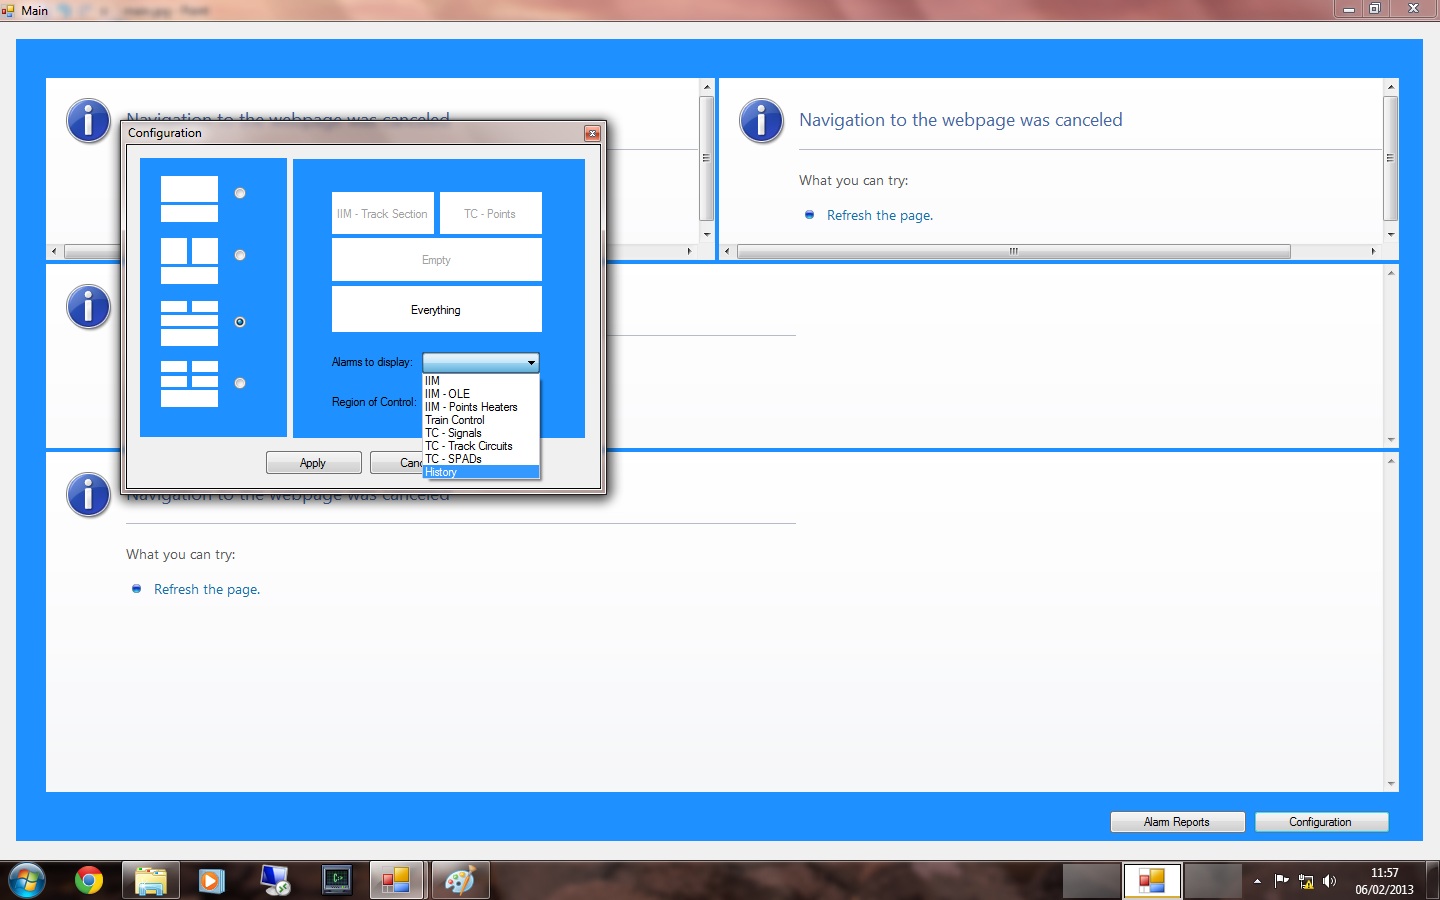 Main
Navigation to the webpage was canceled
Navigation to the webpage was canceled
What you can try:
Refresh the page.
Configuration
IIM - Track Section
TC - Points
Empty
Everything
Alarms to display:
IIM
IIM - OLE
IIM - Points Heaters
Train Control
TC - Signals
TC - Track Circuits
TC - SPADs
History
Region of Control:
Apply
Navigation to the webpage was canceled
What you can try:
Refresh the page.
Alarm Reports
Configuration
11:57
06/02/2013